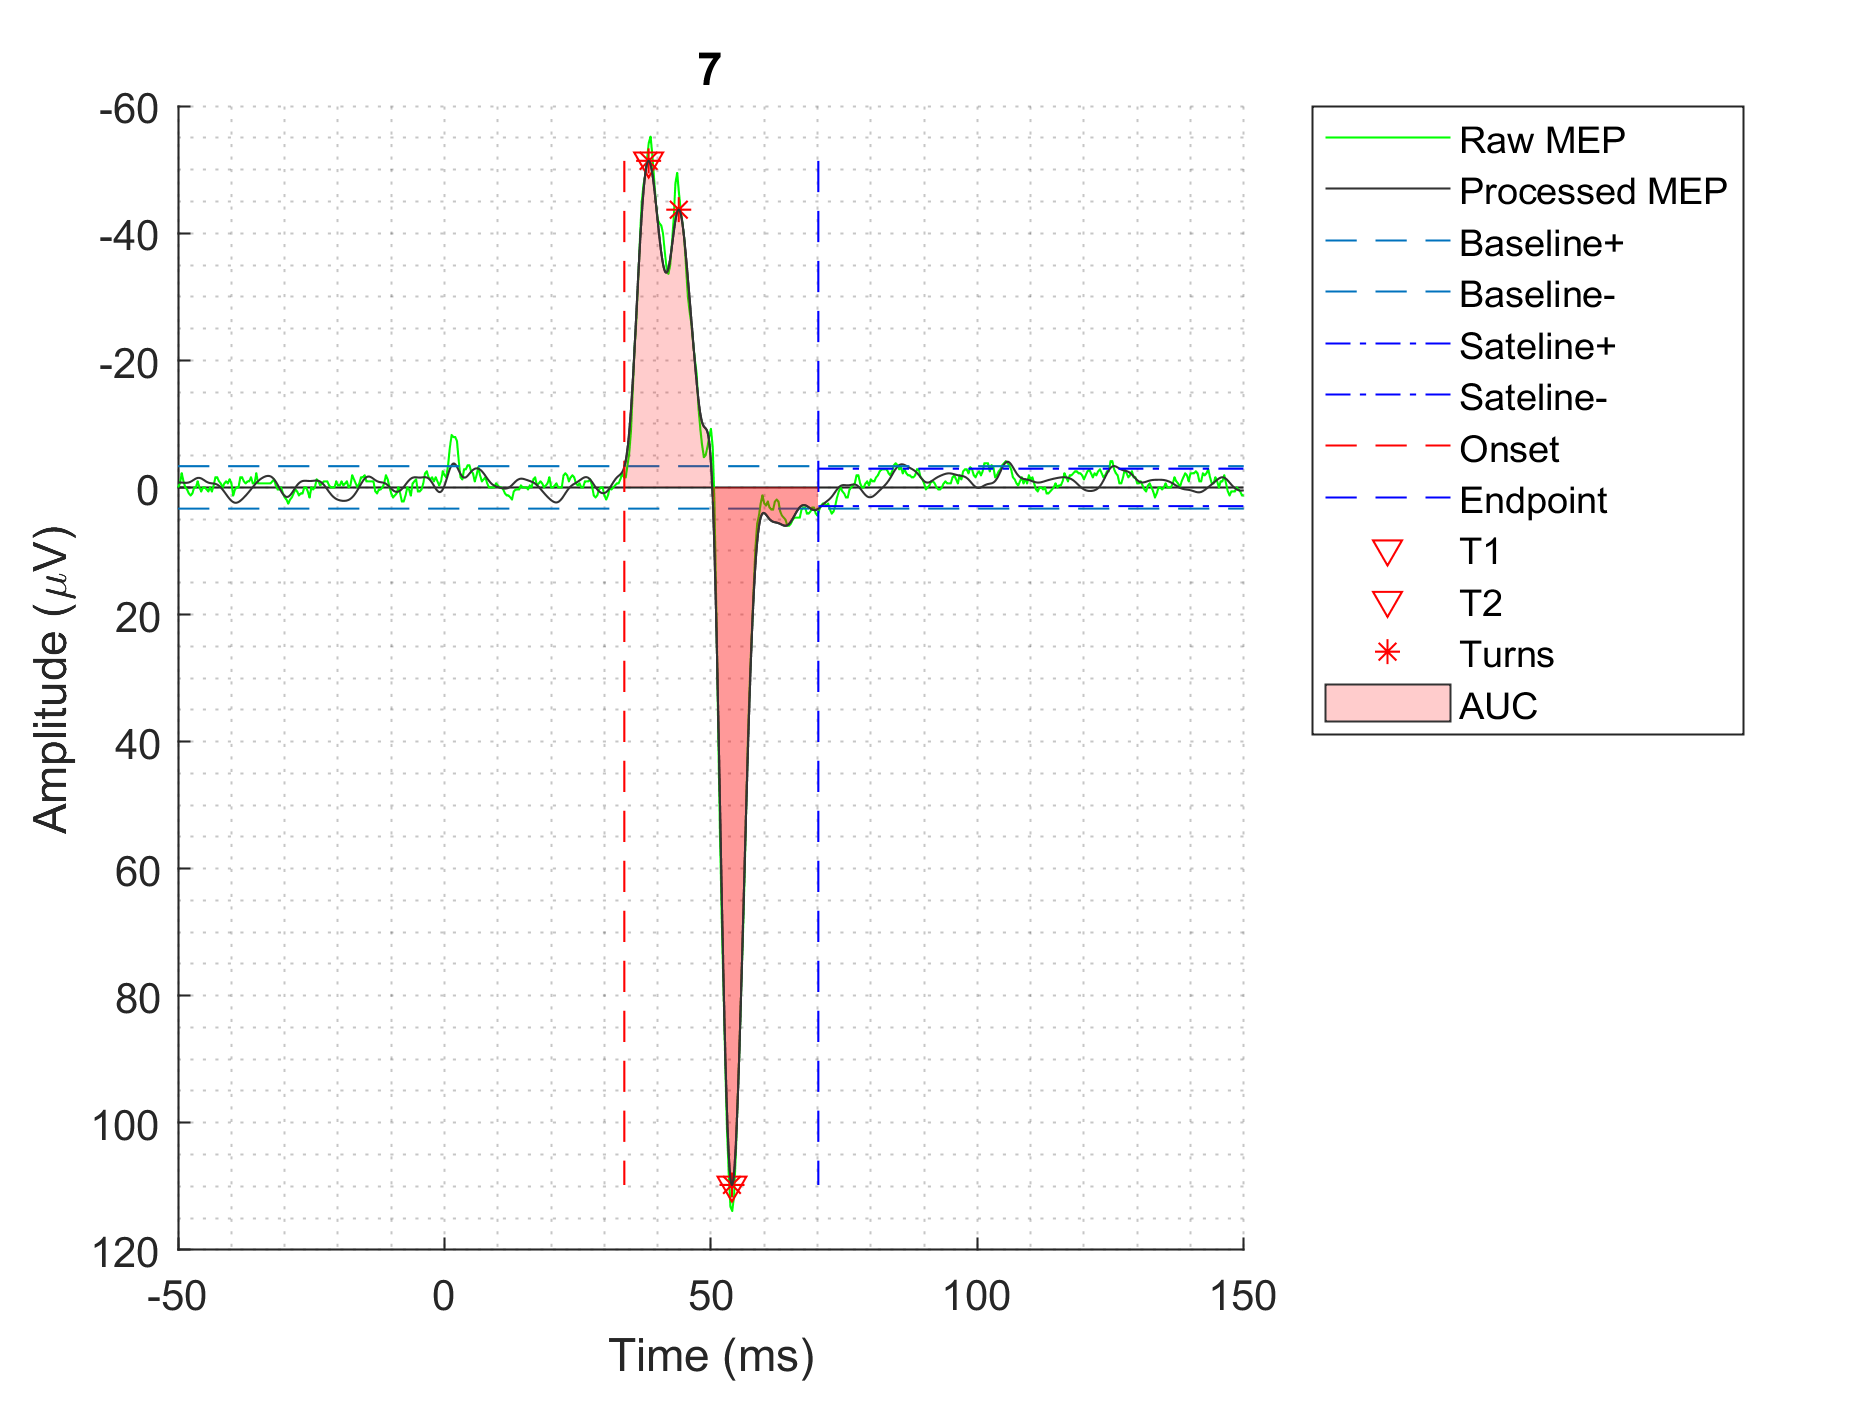 7
-60
-40
-20
0
20
40
60
80
100
120
Amplitude (μV)
-50 0 50 100 150
Time (ms)
Raw MEP
Processed MEP
Baseline+
Baseline-
Sateline+
Sateline-
Onset
Endpoint
T1
T2
Turns
AUC